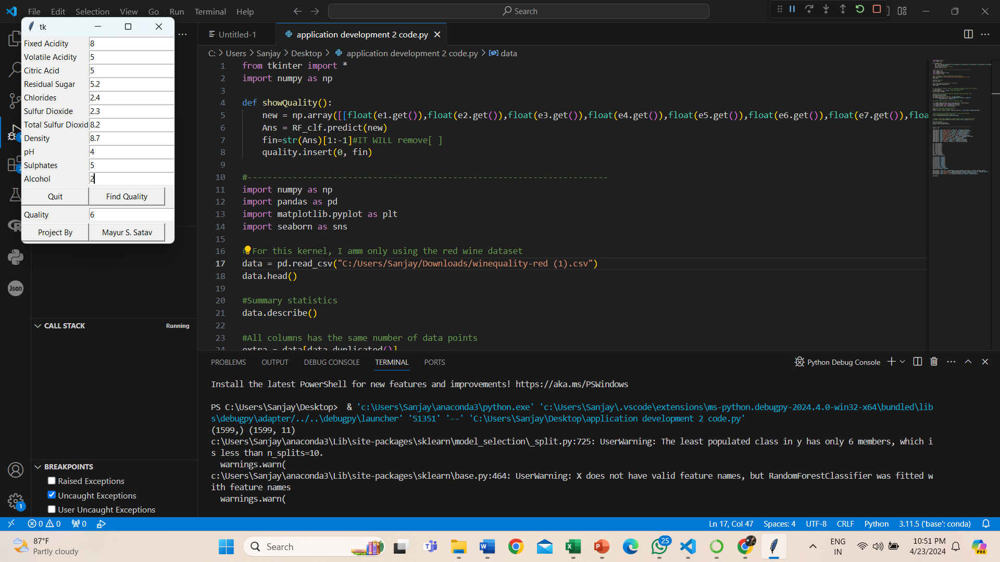 File Edit Selection View Go Run Terminal Help
Search
tk
Fixed Acidity 8
Volatile Acidity 5
Citric Acid 5
Residual Sugar 5.2
Chlorides 2.4
Sulfur Dioxide 2.3
Total Sulfur Dioxid 8.2
Density 8.7
pH 4
Sulphates 5
Alcohol 2
Quit Find Quality
Quality 6
Project By Mayur S. Satav
Json
CALL STACK Running
BREAKPOINTS
Raised Exceptions
Uncaught Exceptions
User Uncaught Exceptions
Untitled-1 application development 2 code.py
C: > Users > Sanjay > Desktop > application development 2 code.py > data
1 from tkinter import *
2 import numpy as np
3
4 def showQuality():
5 new = np.array([[float(e1.get()),float(e2.get()),float(e3.get()),float(e4.get()),float(e5.get()),float(e6.get()),float(e7.get()),floa
6 Ans = RF_clf.predict(new)
7 fin=str(Ans)[1:-1]#IT WILL remove[ ]
8 quality.insert(0, fin)
9
10 #------------------------------------------------------------------------
11 import numpy as np
12 import pandas as pd
13 import matplotlib.pyplot as plt
14 import seaborn as sns
15
16 # For this kernel, I amm only using the red wine dataset
17 data = pd.read_csv("C:/Users/Sanjay/Downloads/winequality-red (1).csv")
18 data.head()
19
20 #Summary statistics
21 data.describe()
22
23 #All columns has the same number of data points
24 extra = data[data.duplicated()]
PROBLEMS OUTPUT DEBUG CONSOLE TERMINAL PORTS
Python Debug Console
Install the latest PowerShell for new features and improvements! https://aka.ms/PSWindows
PS C:\Users\Sanjay\Desktop>  & 'c:\Users\Sanjay\anaconda3\python.exe' 'c:\Users\Sanjay\.vscode\extensions\ms-python.debugpy-2024.4.0-win32-x64\bundled\lib
s\debugpy\adapter/../..\debugpy\launcher' '51351' '--' 'C:\Users\Sanjay\Desktop\application development 2 code.py'
(1599,) (1599, 11)
c:\Users\Sanjay\anaconda3\Lib\site-packages\sklearn\model_selection\_split.py:725: UserWarning: The least populated class in y has only 6 members, which i
s less than n_splits=10.
warnings.warn(
c:\Users\Sanjay\anaconda3\Lib\site-packages\sklearn\base.py:464: UserWarning: X does not have valid feature names, but RandomForestClassifier was fitted w
ith feature names
warnings.warn(
0 0 0 Ln 17, Col 47 Spaces: 4 UTF-8 CRLF Python 3.11.5 ('base': conda)
87°F
Partly cloudy
Search
25
ENG
IN
10:51 PM
4/23/2024
PRE